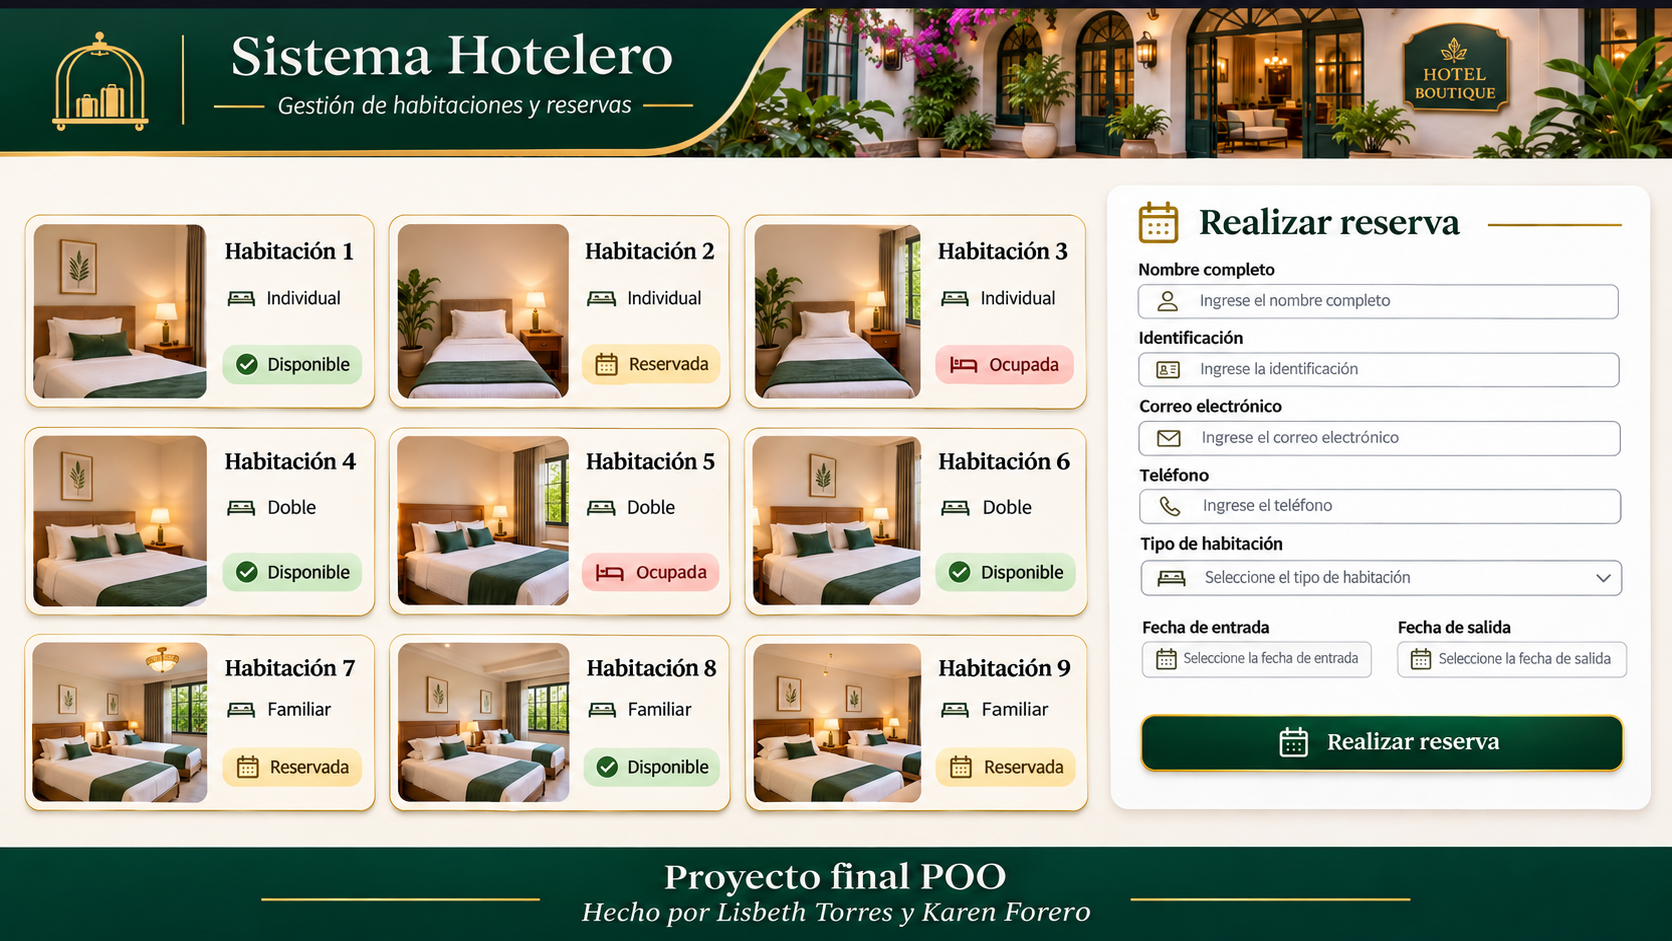 Sistema Hotelero
Gestión de habitaciones y reservas
HOTEL
BOUTIQUE
Habitación 1
Individual
Disponible
Habitación 2
Individual
Reservada
Habitación 3
Individual
Ocupada
Habitación 4
Doble
Disponible
Habitación 5
Doble
Ocupada
Habitación 6
Doble
Disponible
Habitación 7
Familiar
Reservada
Habitación 8
Familiar
Disponible
Habitación 9
Familiar
Reservada
Realizar reserva
Nombre completo
Ingrese el nombre completo
Identificación
Ingrese la identificación
Correo electrónico
Ingrese el correo electrónico
Teléfono
Ingrese el teléfono
Tipo de habitación
Seleccione el tipo de habitación
Fecha de entrada
Seleccione la fecha de entrada
Fecha de salida
Seleccione la fecha de salida
Realizar reserva
Proyecto final POO
Hecho por Lisbeth Torres y Karen Forero